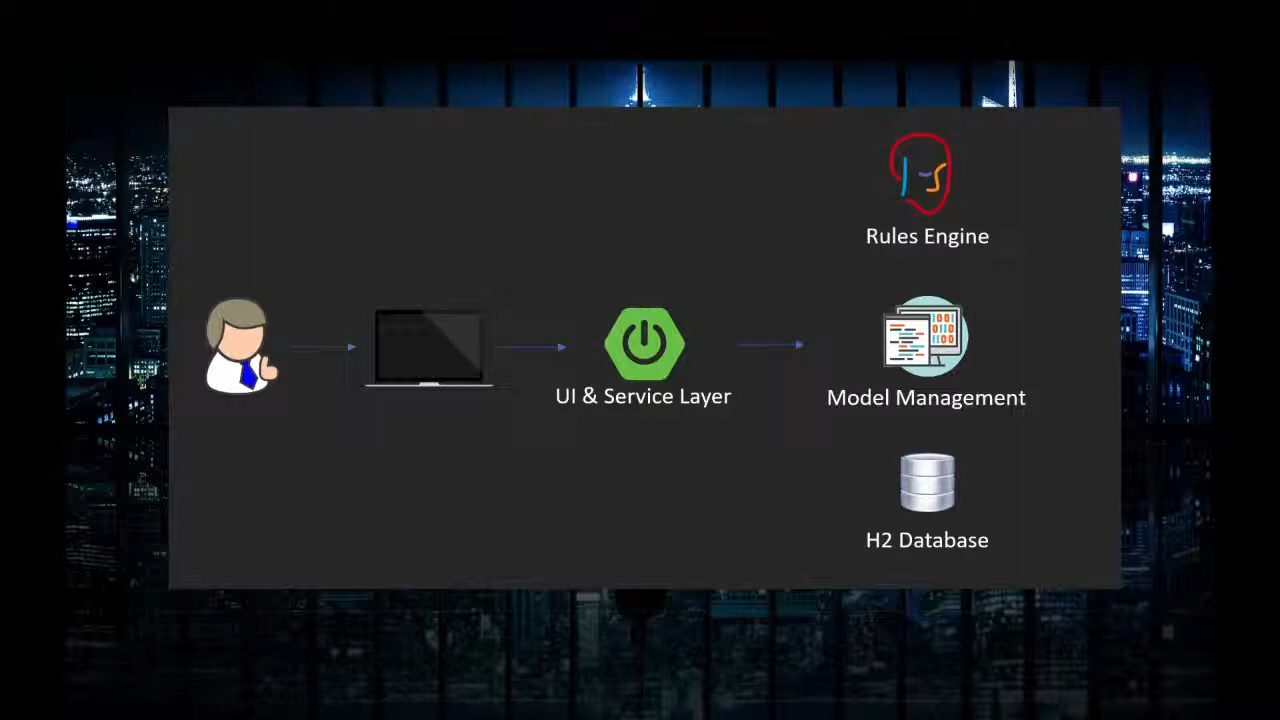 Rules Engine
UI & Service Layer
Model Management
H2 Database